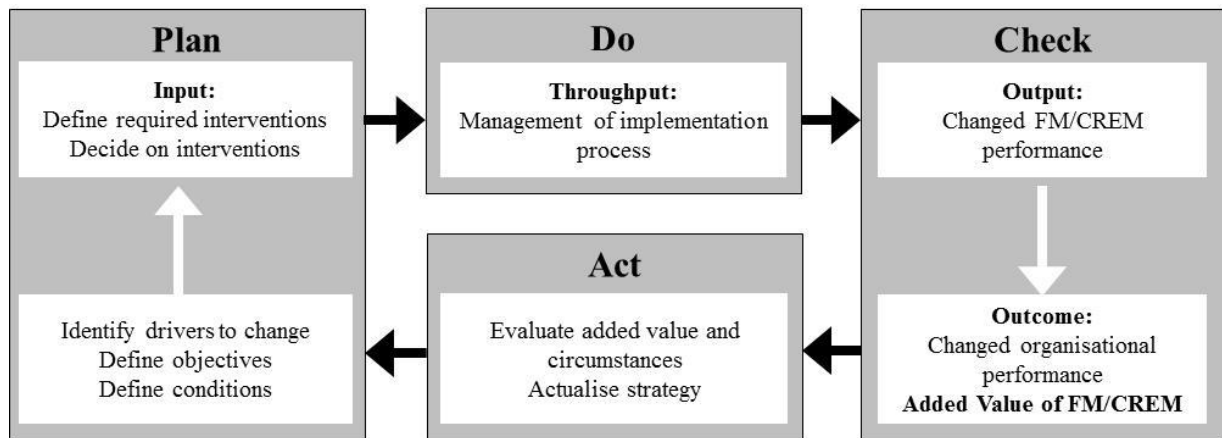 Plan
Input:
Define required interventions
Decide on interventions
Identify drivers to change
Define objectives
Define conditions
Do
Throughput:
Management of implementation
process
Act
Evaluate added value and
circumstances
Actualise strategy
Check
Output:
Changed FM/CREM
performance
Outcome:
Changed organisational
performance
Added Value of FM/CREM